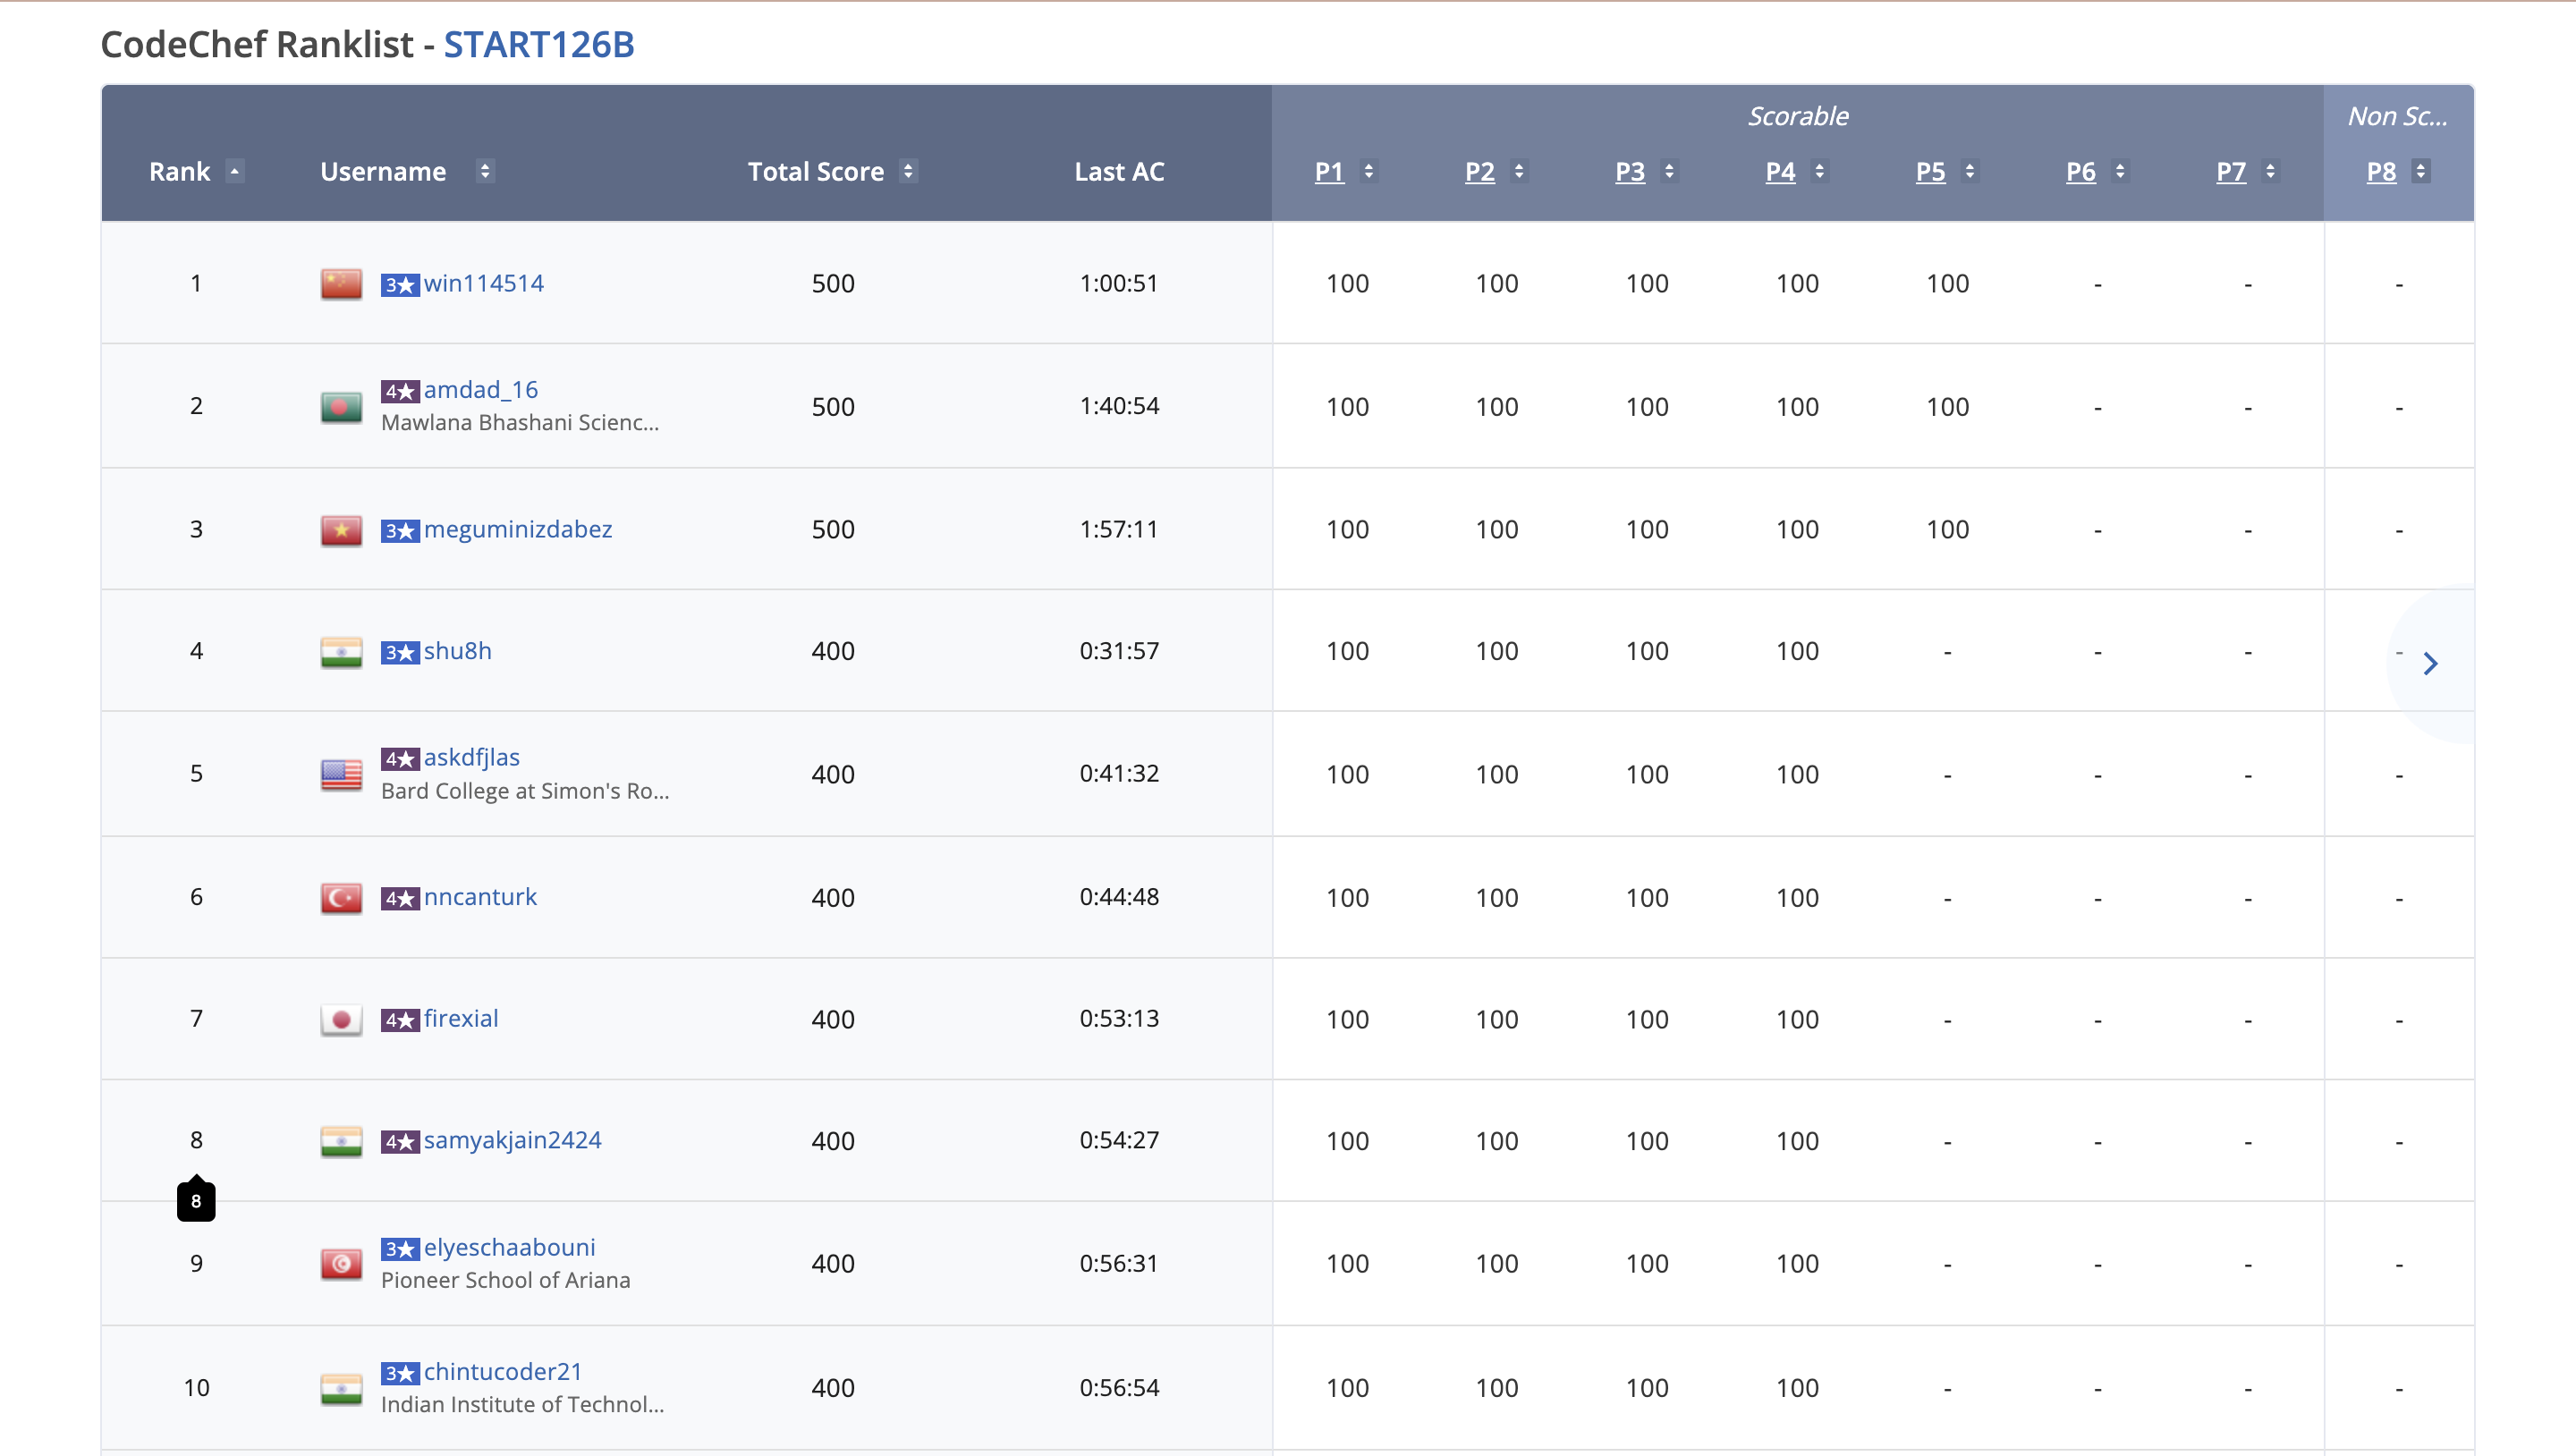 CodeChef Ranklist - START126B
Scorable Non Sc...
Rank Username Total Score Last AC P1 P2 P3 P4 P5 P6 P7 P8
1 3★ win114514 500 1:00:51 100 100 100 100 100 - - -
2 4★ amdad_16 500 1:40:54 100 100 100 100 100 - - -
Mawlana Bhashani Scienc...
3 3★ meguminizdabez 500 1:57:11 100 100 100 100 100 - - -
4 3★ shu8h 400 0:31:57 100 100 100 100 - - - -
5 4★ askdfjlas 400 0:41:32 100 100 100 100 - - - -
Bard College at Simon's Ro...
6 4★ nncanturk 400 0:44:48 100 100 100 100 - - - -
7 4★ firexial 400 0:53:13 100 100 100 100 - - - -
8 4★ samyakjain2424 400 0:54:27 100 100 100 100 - - - -
8
9 3★ elyeschaabouni 400 0:56:31 100 100 100 100 - - - -
Pioneer School of Ariana
10 3★ chintucoder21 400 0:56:54 100 100 100 100 - - - -
Indian Institute of Technol...